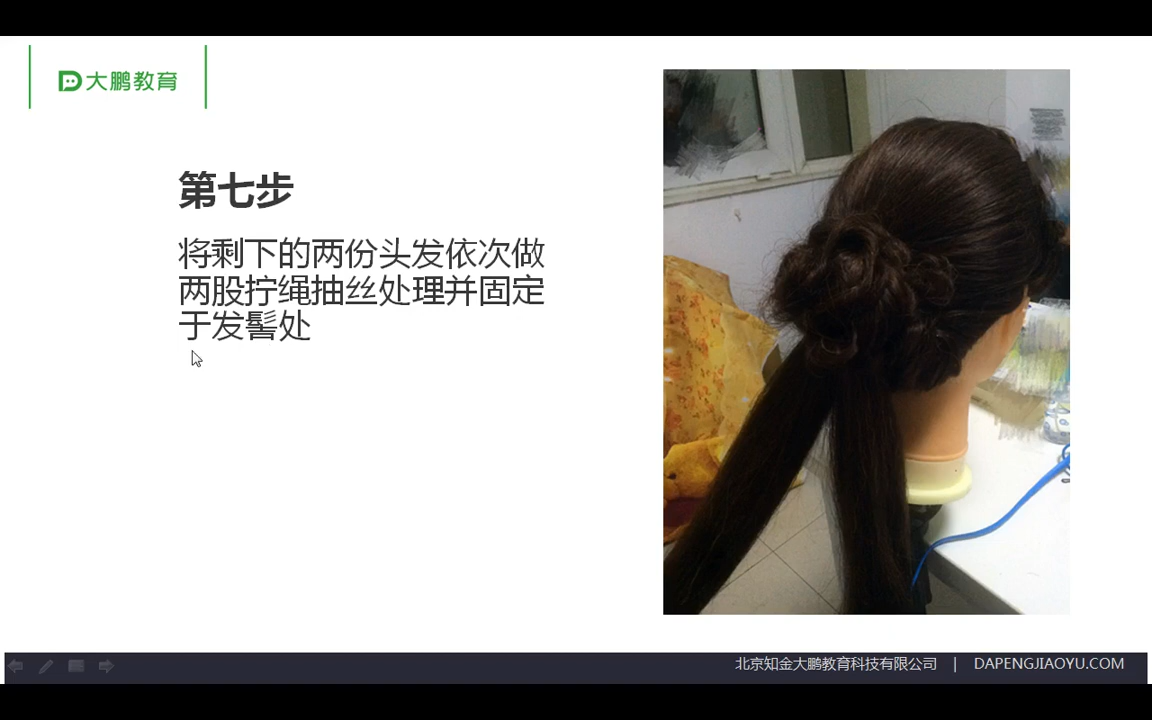 大鹏教育
第七步
将剩下的两份头发依次做
两股拧绳抽丝处理并固定
于发髻处
北京知金大鹏教育科技有限公司 | DAPENGJIAOYU.COM